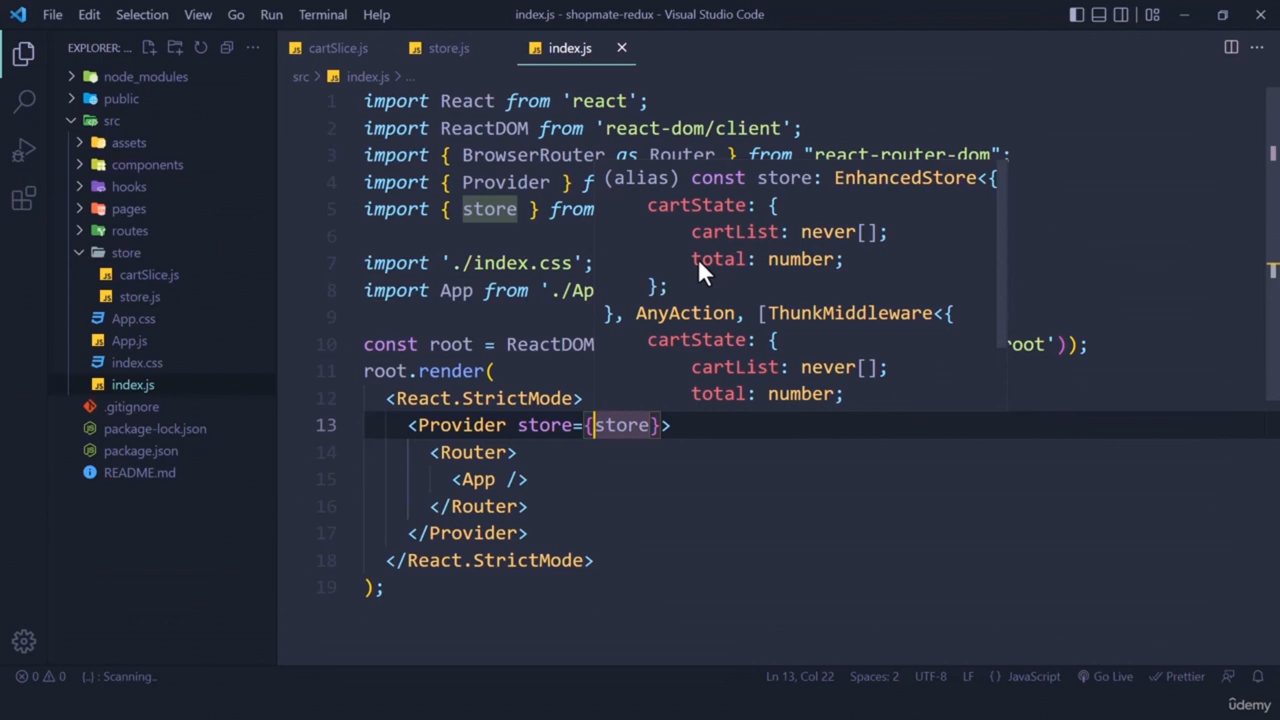 File Edit Selection View Go Run Terminal Help
index.js - shopmate-redux - Visual Studio Code
EXPLORER: ...
node_modules
public
src
assets
components
hooks
pages
routes
store
cartSlice.js
store.js
App.css
App.js
index.css
index.js
.gitignore
package-lock.json
package.json
README.md
cartSlice.js store.js index.js
src > index.js > ...
1 import React from 'react';
2 import ReactDOM from 'react-dom/client';
3 import { BrowserRouter as Router } from "react-router-dom";
4 import { Provider } f
5 import { store } from
6
7 import './index.css';
8 import App from './Ap
9
10 const root = ReactDOM oot'));
11 root.render(
12 <React.StrictMode>
13 <Provider store={store}>
14 <Router>
15 <App />
16 </Router>
17 </Provider>
18 </React.StrictMode>
19 );
(alias) const store: EnhancedStore<{
cartState: {
cartList: never[];
total: number;
};
}, AnyAction, [ThunkMiddleware<{
cartState: {
cartList: never[];
total: number;
0 0 {..} : Scanning..
Ln 13, Col 22 Spaces: 2 UTF-8 LF {} JavaScript Go Live Prettier
ûdemy